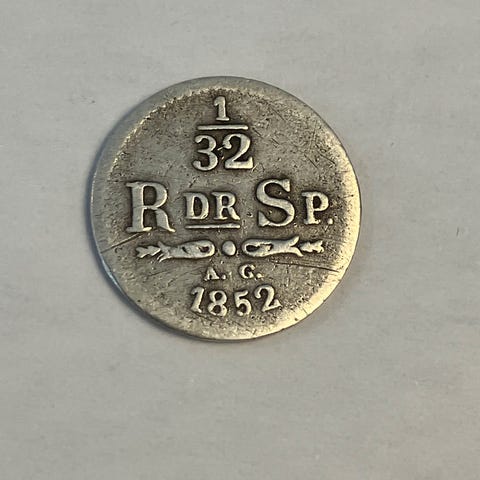 1/32
RDR SP.
A. G.
1852